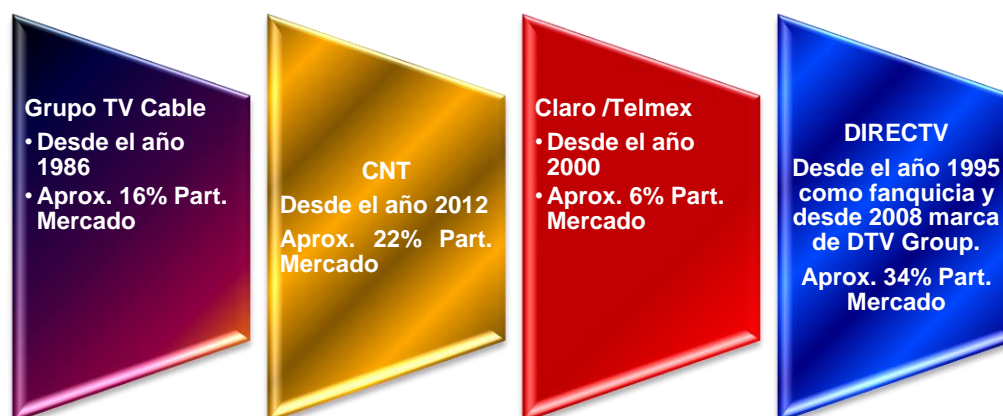 Grupo TV Cable
• Desde el año
1986
• Aprox. 16% Part.
Mercado
CNT
Desde el año 2012
Aprox. 22% Part.
Mercado
Claro /Telmex
• Desde el año
2000
• Aprox. 6% Part.
Mercado
DIRECTV
Desde el año 1995
como fanquicia y
desde 2008 marca
de DTV Group.
Aprox. 34% Part.
Mercado